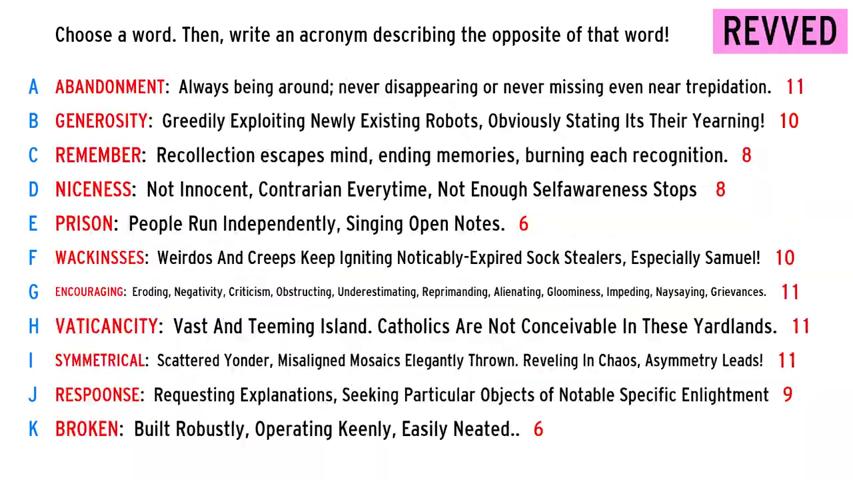 Choose a word. Then, write an acronym describing the opposite of that word! REVVED
A ABANDONMENT: Always being around; never disappearing or never missing even near trepidation. 11
B GENEROSITY: Greedily Exploiting Newly Existing Robots, Obviously Stating Its Their Yearning! 10
C REMEMBER: Recollection escapes mind, ending memories, burning each recognition. 8
D NICENESS: Not Innocent, Contrarian Everytime, Not Enough Selfawareness Stops 8
E PRISON: People Run Independently, Singing Open Notes. 6
F WACKINSSES: Weirdos And Creeps Keep Igniting Noticably-Expired Sock Stealers, Especially Samuel! 10
G ENCOURAGING: Eroding, Negativity, Criticism, Obstructing, Underestimating, Reprimanding, Alienating, Gloominess, Impeding, Naysaying, Grievances. 11
H VATICANCITY: Vast And Teeming Island. Catholics Are Not Conceivable In These Yardlands. 11
I SYMMETRICAL: Scattered Yonder, Misaligned Mosaics Elegantly Thrown. Reveling In Chaos, Asymmetry Leads! 11
J RESPOONSE: Requesting Explanations, Seeking Particular Objects of Notable Specific Enlightment 9
K BROKEN: Built Robustly, Operating Keenly, Easily Neated.. 6